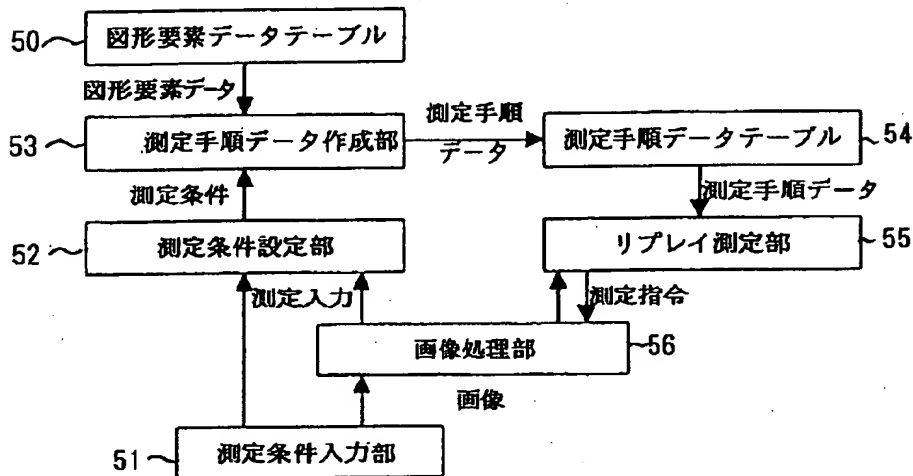 50
図形要素データテーブル
図形要素データ
53
測定手順データ作成部
測定手順
データ
測定手順データテーブル
54
測定条件
測定手順データ
52
測定条件設定部
リプレイ測定部
55
測定入力
測定指令
画像処理部
56
画像
51
測定条件入力部